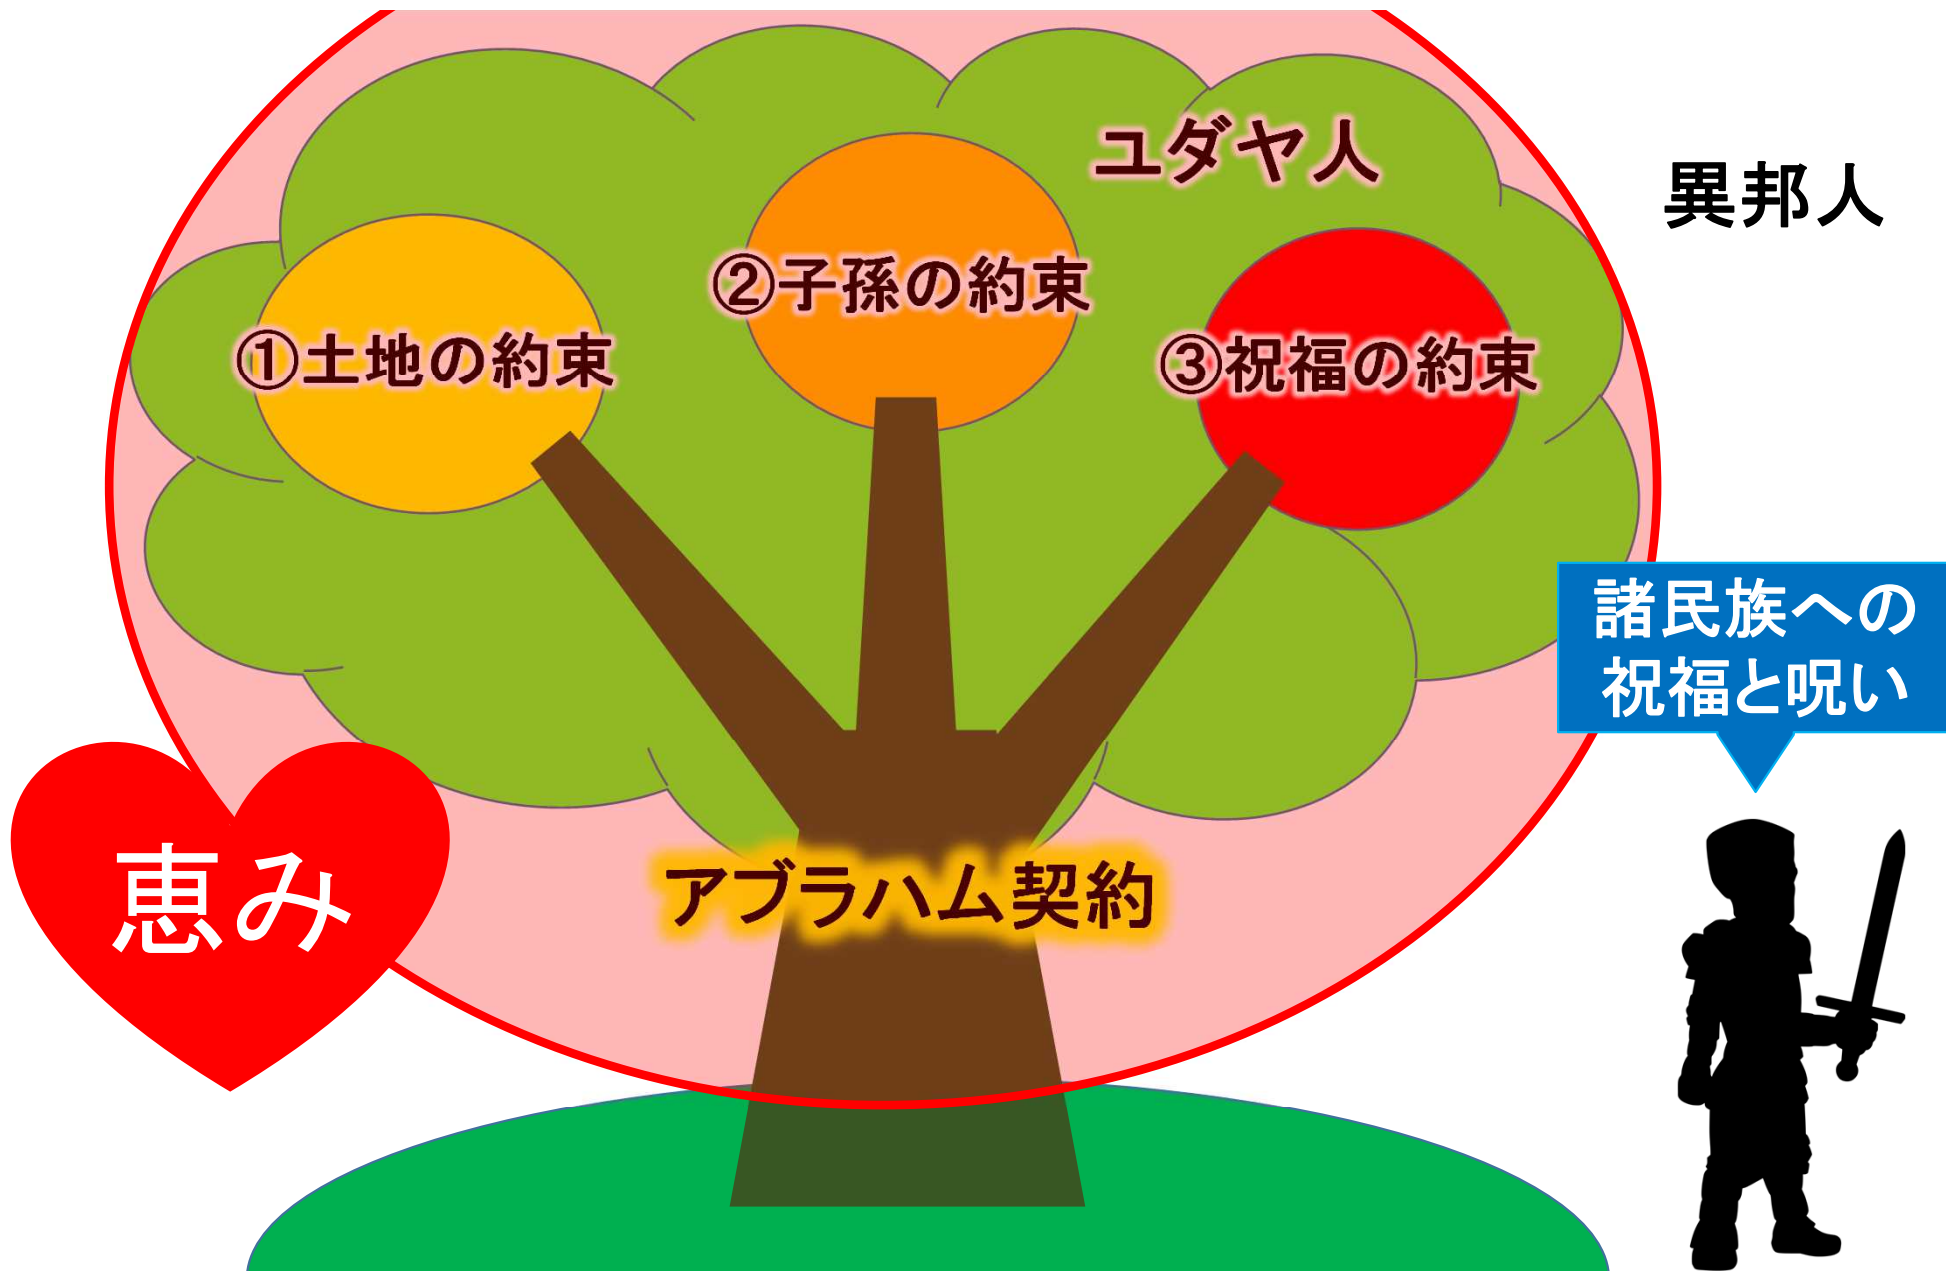 ユダヤ人
異邦人
②子孫の約束
①土地の約束
③祝福の約束
諸民族への
祝福と呪い
恵み
アブラハム契約